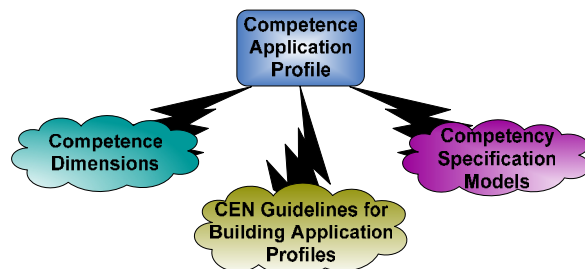 Competence
Application
Profile
Competence
Dimensions
Competency
Specification
Models
CEN Guidelines for
Building Application
Profiles